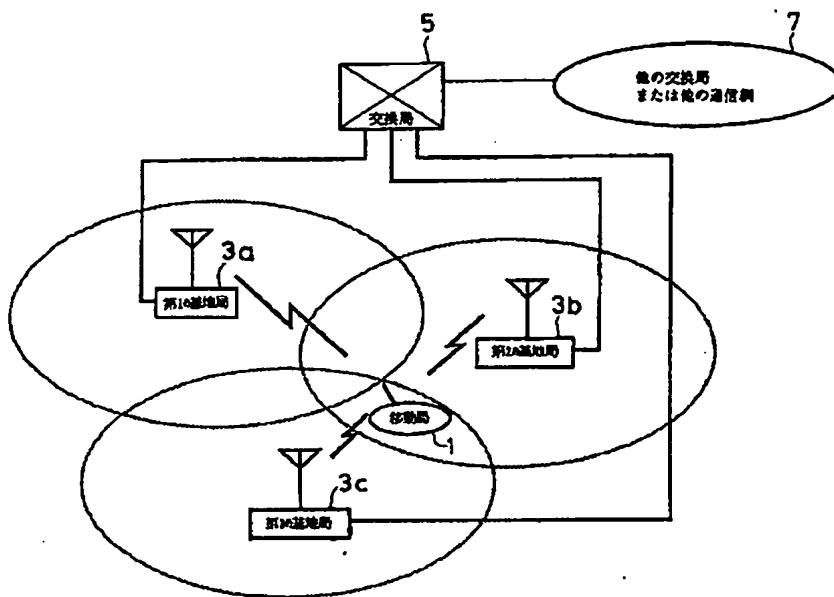 5
7
他の交換局
または他の通信網
交換局
3a
第1の基地局
3b
第2の基地局
移動局
1
3c
第3の基地局